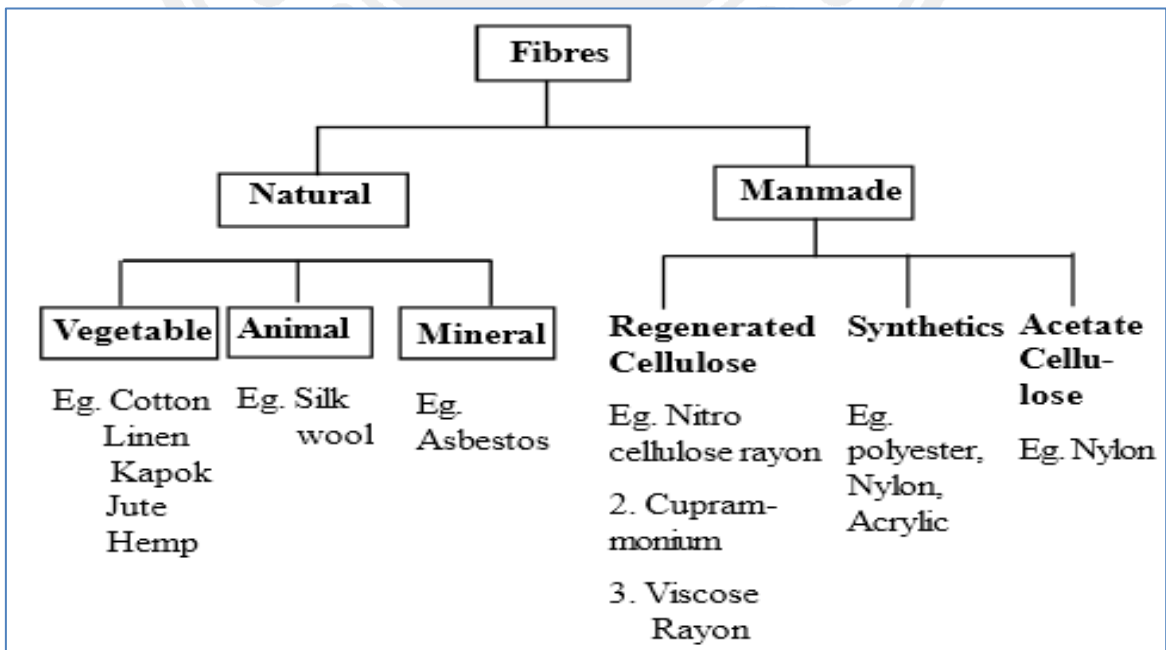 Fibres
Natural
Manmade
Vegetable
Animal
Mineral
Eg. Cotton
Linen
Kapok
Jute
Hemp
Eg. Silk
wool
Eg.
Asbestos
Regenerated
Cellulose
Eg. Nitro
cellulose rayon
2. Cupram-
monium
3. Viscose
Rayon
Synthetics
Eg.
polyester,
Nylon,
Acrylic
Acetate
Cellu-
lose
Eg. Nylon